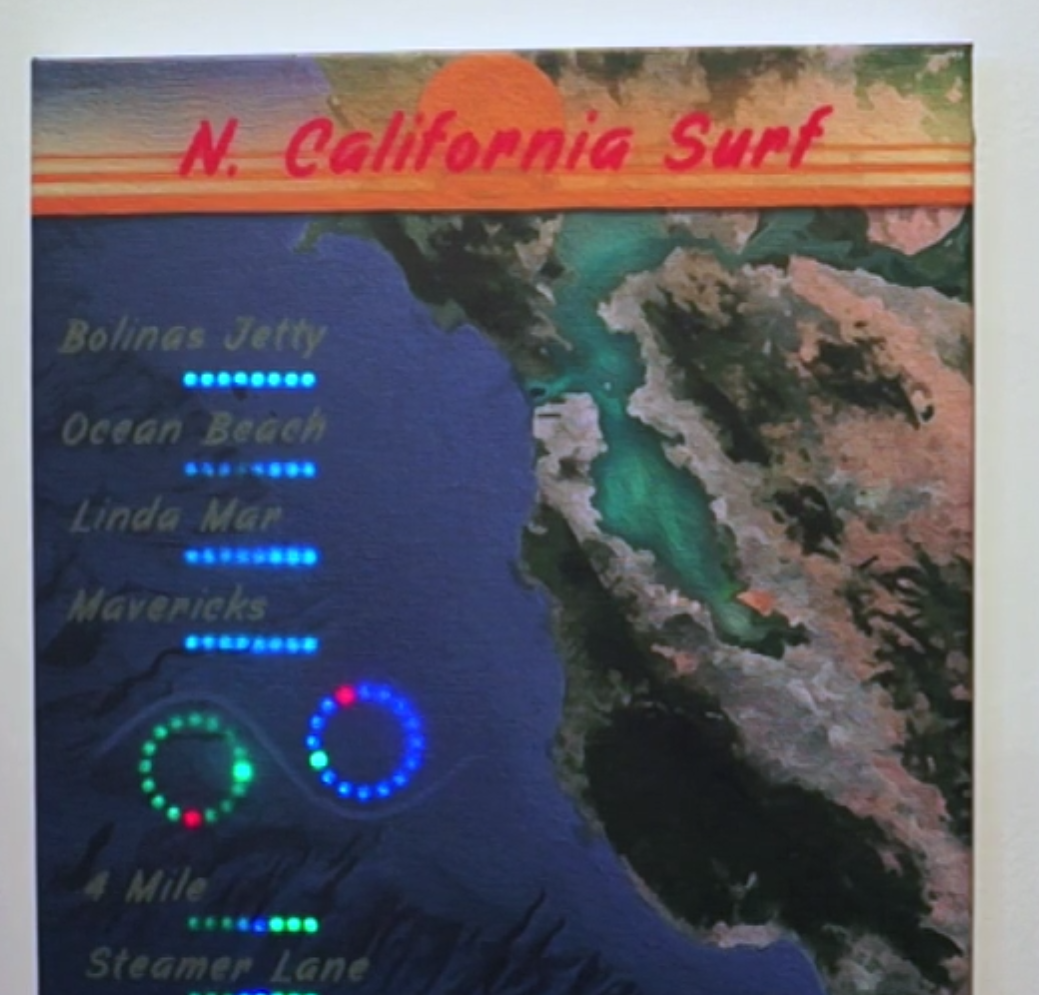 N. California Surf
Bolinas Jetty
Ocean Beach
Linda Mar
Mavericks
4 Mile
Steamer Lane